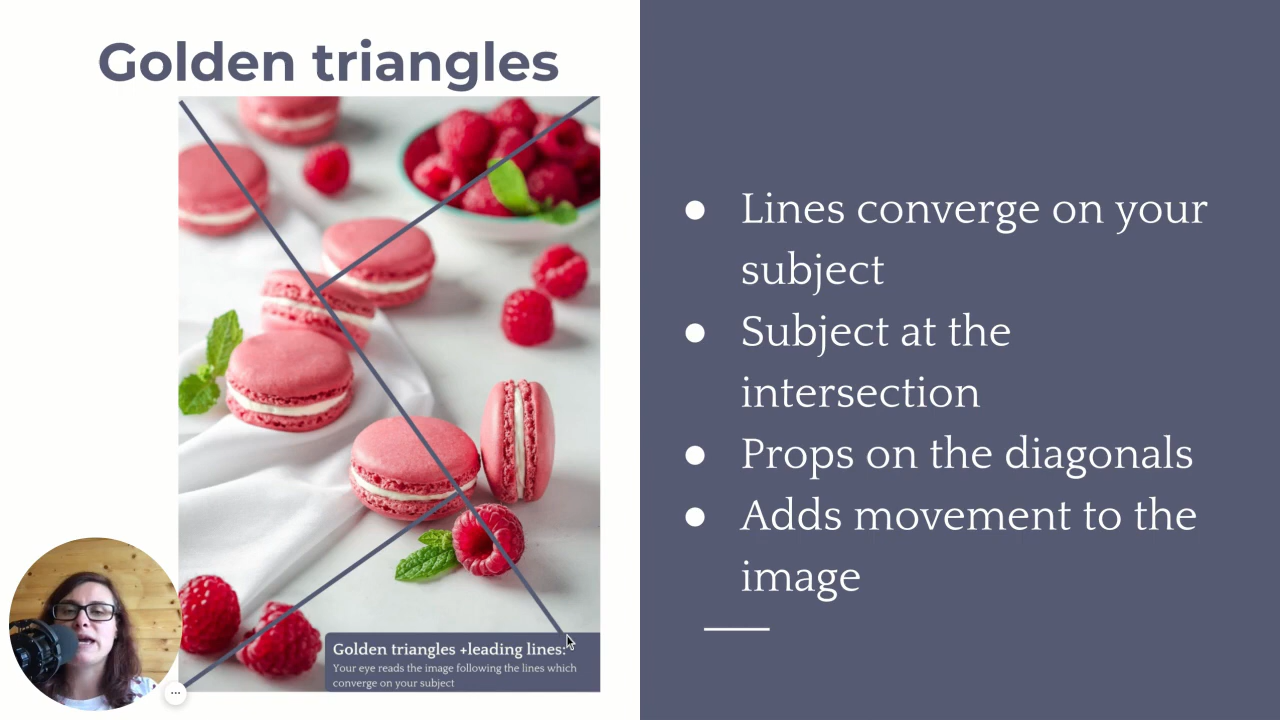 Golden triangles
Golden triangles +leading lines:
Your eye reads the image following the lines which
converge on your subject
● Lines converge on your
subject
● Subject at the
intersection
● Props on the diagonals
● Adds movement to the
image